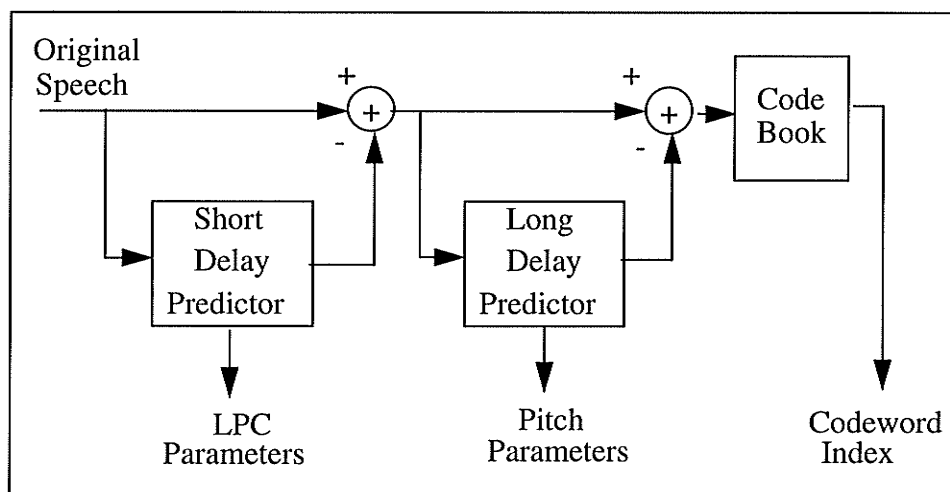 Original
Speech
+
+
-
+
+
-
Code
Book
Short
Delay
Predictor
Long
Delay
Predictor
LPC
Parameters
Pitch
Parameters
Codeword
Index